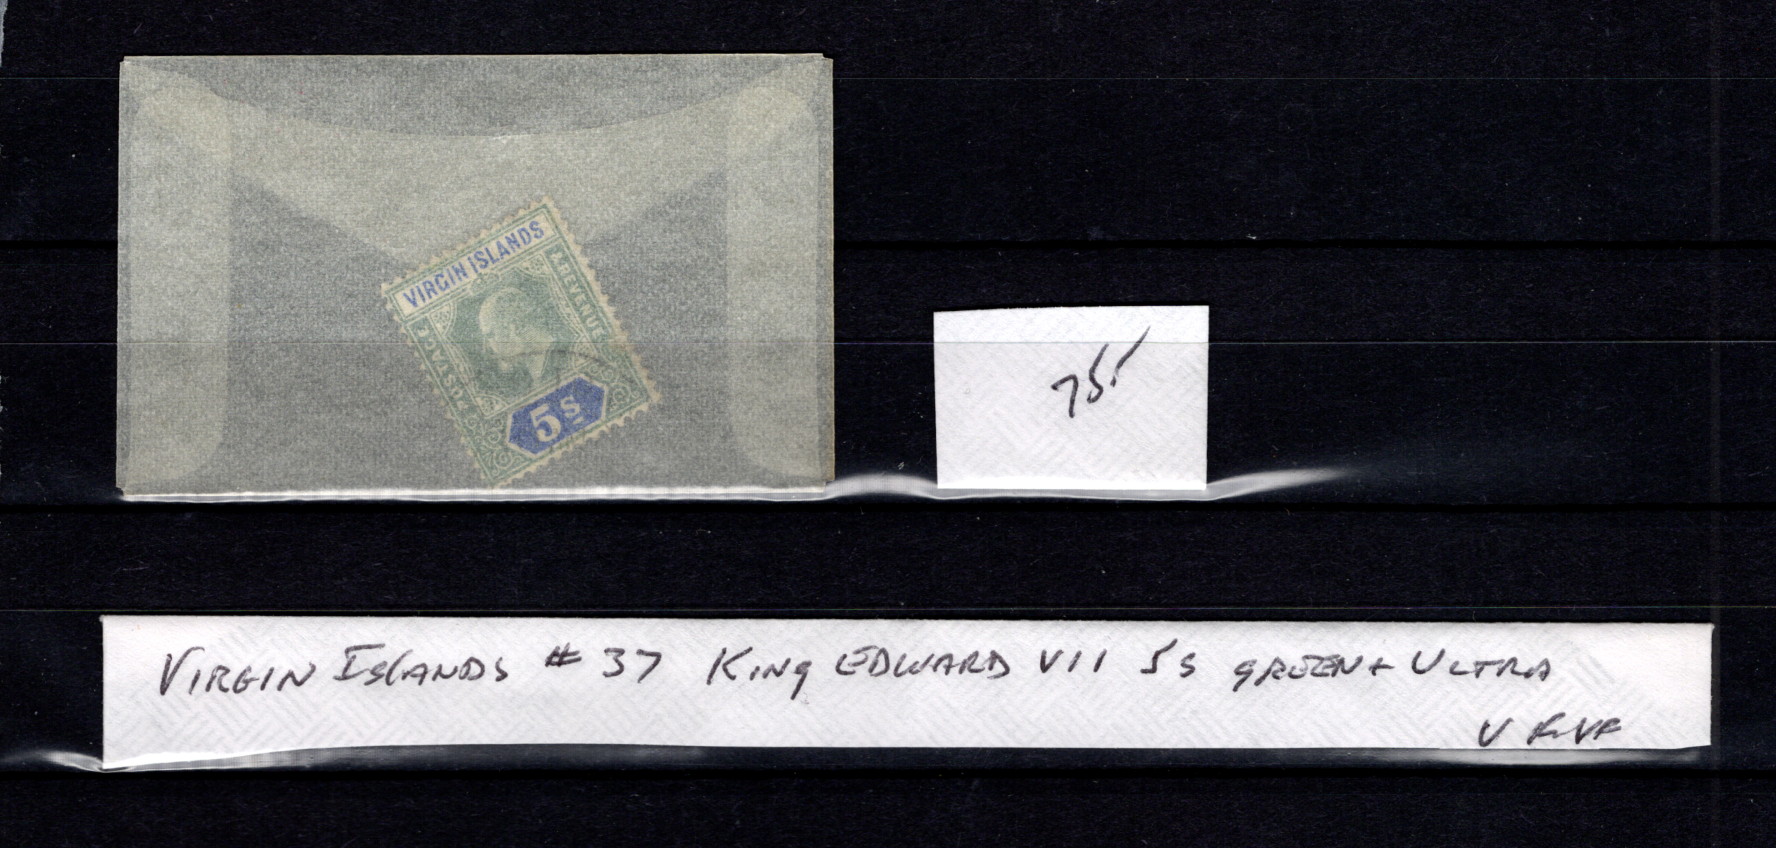 VIRGIN ISLANDS
POSTAGE
& REVENUE
5s
75
VIRGIN ISLANDS # 37 KING EDWARD VII 5s GREEN + ULTRA
U F-VF